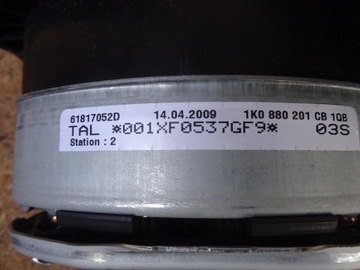 61817052D 14.04.2009 1K0 880 201 CB 1QB
TAL *001XF0537GF9* 03S
Station : 2